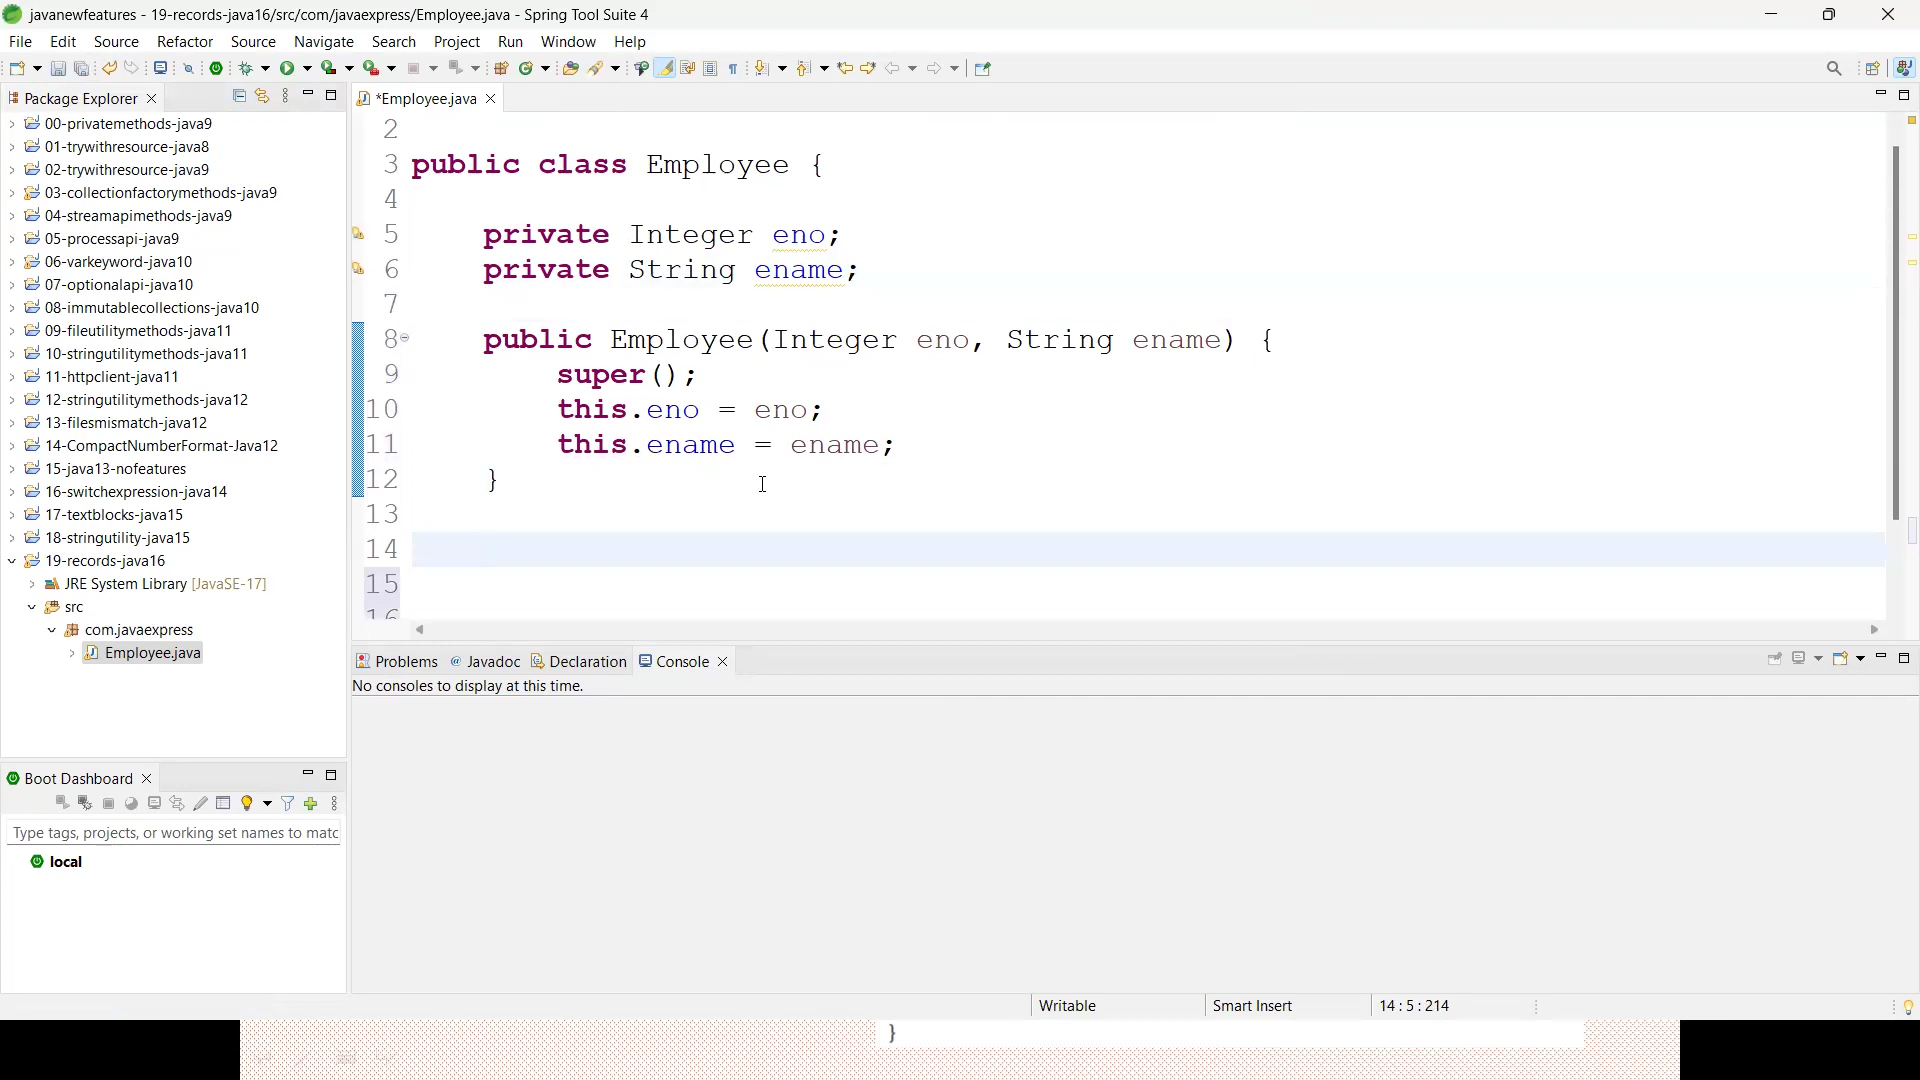 javanewfeatures - 19-records-java16/src/com/javaexpress/Employee.java - Spring Tool Suite 4
File Edit Source Refactor Source Navigate Search Project Run Window Help
Package Explorer
00-privatemethods-java9
01-trywithresource-java8
02-trywithresource-java9
03-collectionfactorymethods-java9
04-streamapimethods-java9
05-processapi-java9
06-varkeyword-java10
07-optionalapi-java10
08-immutablecollections-java10
09-fileutilitymethods-java11
10-stringutilitymethods-java11
11-httpclient-java11
12-stringutilitymethods-java12
13-filesmismatch-java12
14-CompactNumberFormat-Java12
15-java13-nofeatures
16-switchexpression-java14
17-textblocks-java15
18-stringutility-java15
19-records-java16
JRE System Library [JavaSE-17]
src
com.javaexpress
Employee.java
*Employee.java
2
3 public class Employee {
4
5 private Integer eno;
6 private String ename;
7
8 public Employee(Integer eno, String ename) {
9 super();
10 this.eno = eno;
11 this.ename = ename;
12 }
13
14
15
16
Problems Javadoc Declaration Console
No consoles to display at this time.
Boot Dashboard
Type tags, projects, or working set names to matc
local
Writable Smart Insert 14 : 5 : 214
}